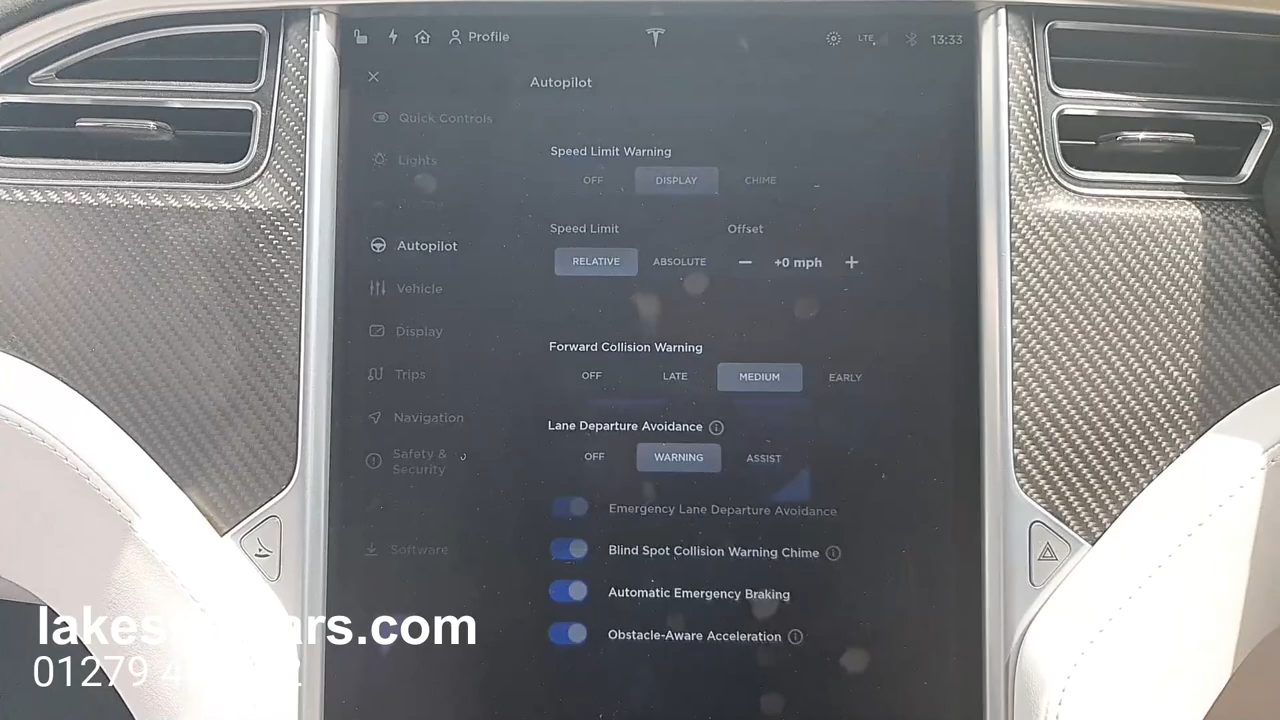 Profile
LTE
13:33
Autopilot
Quick Controls
Lights
Autopilot
Vehicle
Display
Trips
Navigation
Safety &
Security
Software
Speed Limit Warning
OFF DISPLAY CHIME
Speed Limit Offset
RELATIVE ABSOLUTE − +0 mph +
Forward Collision Warning
OFF LATE MEDIUM EARLY
Lane Departure Avoidance
OFF WARNING ASSIST
Emergency Lane Departure Avoidance
Blind Spot Collision Warning Chime
Automatic Emergency Braking
Obstacle-Aware Acceleration
01279